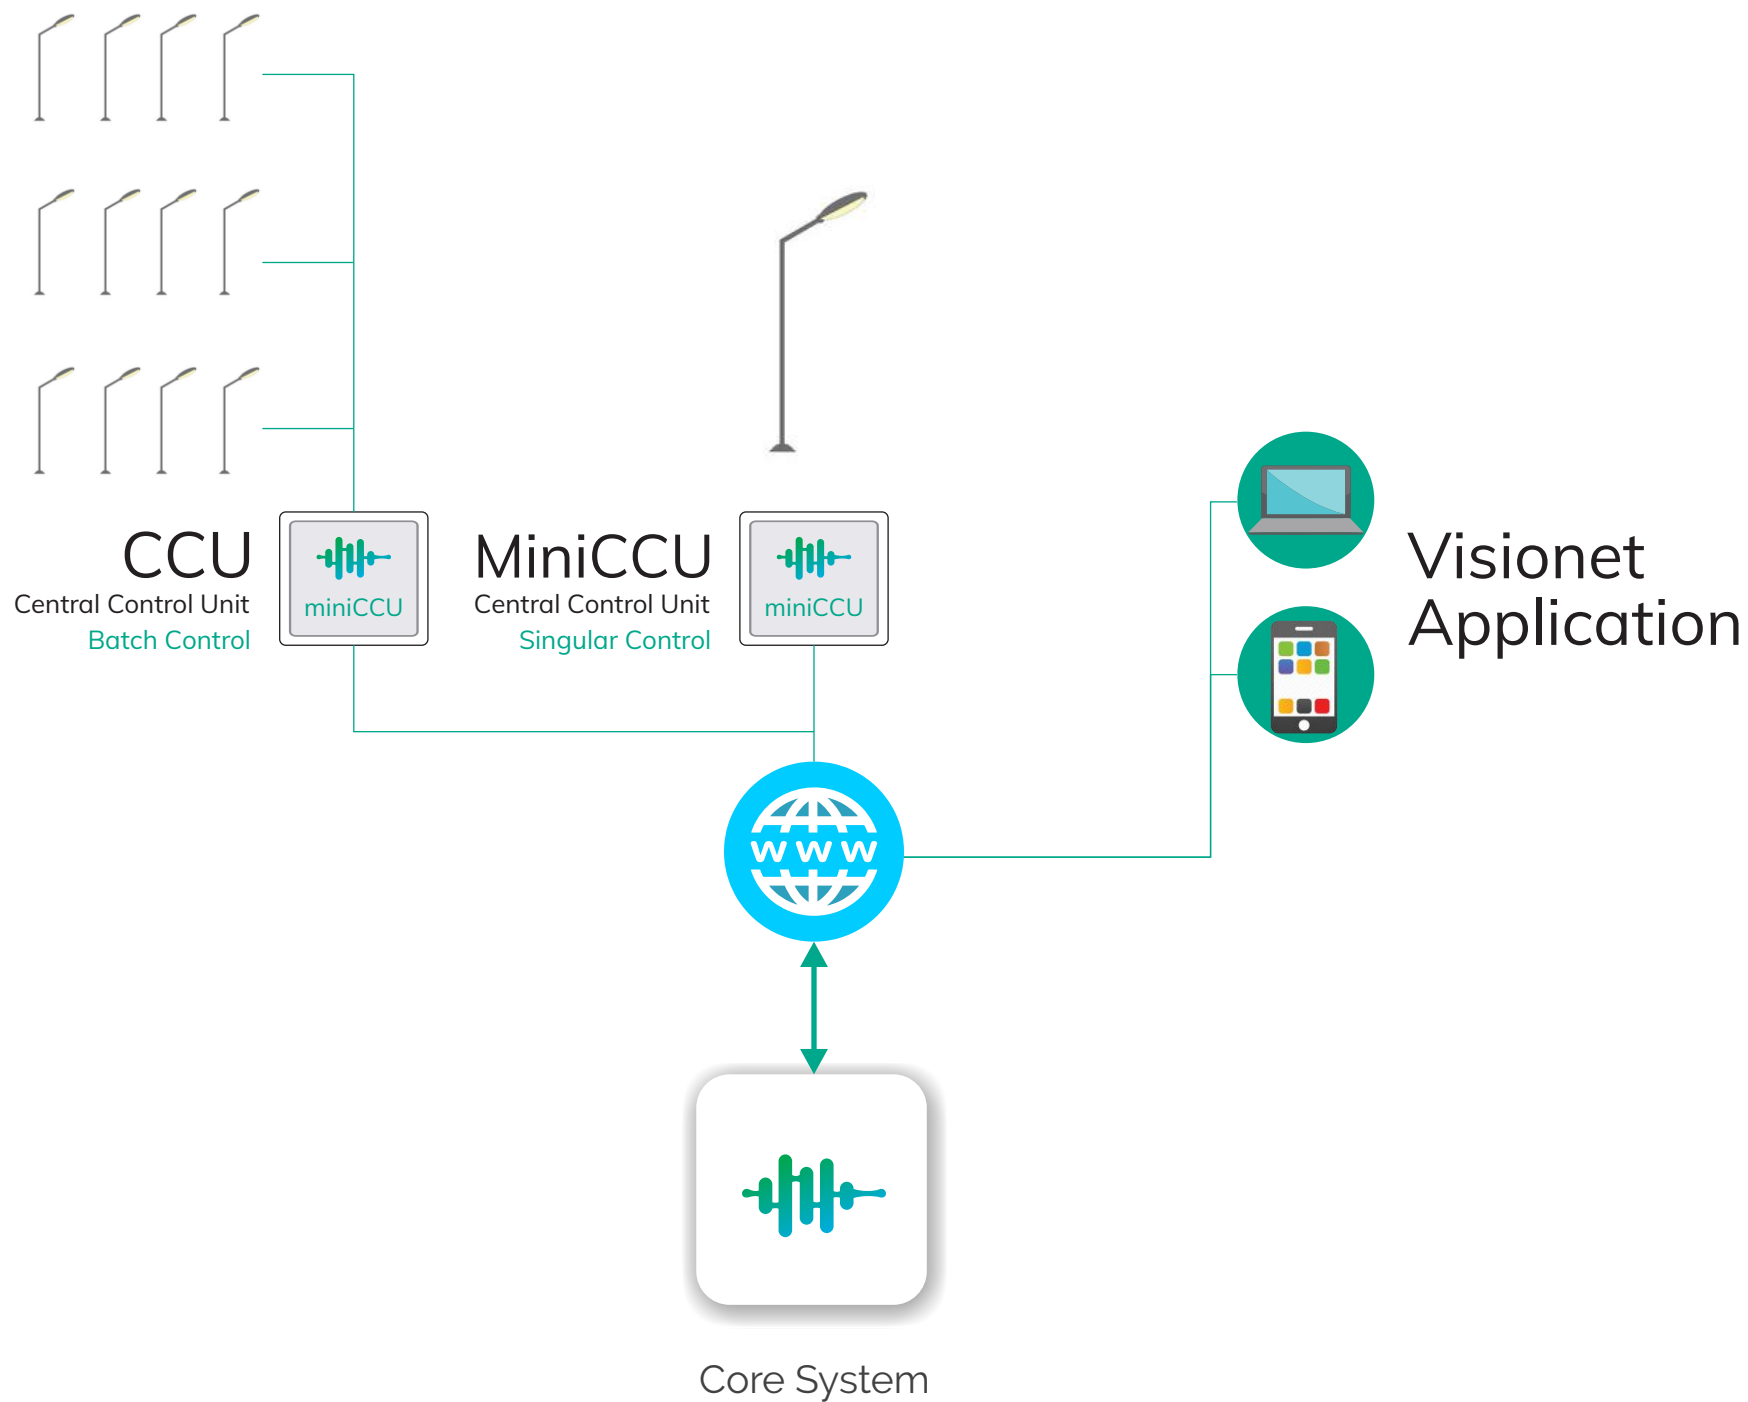 CCU
Central Control Unit
Batch Control
miniCCU
MiniCCU
Central Control Unit
Singular Control
miniCCU
Visionet
Application
www
Core System